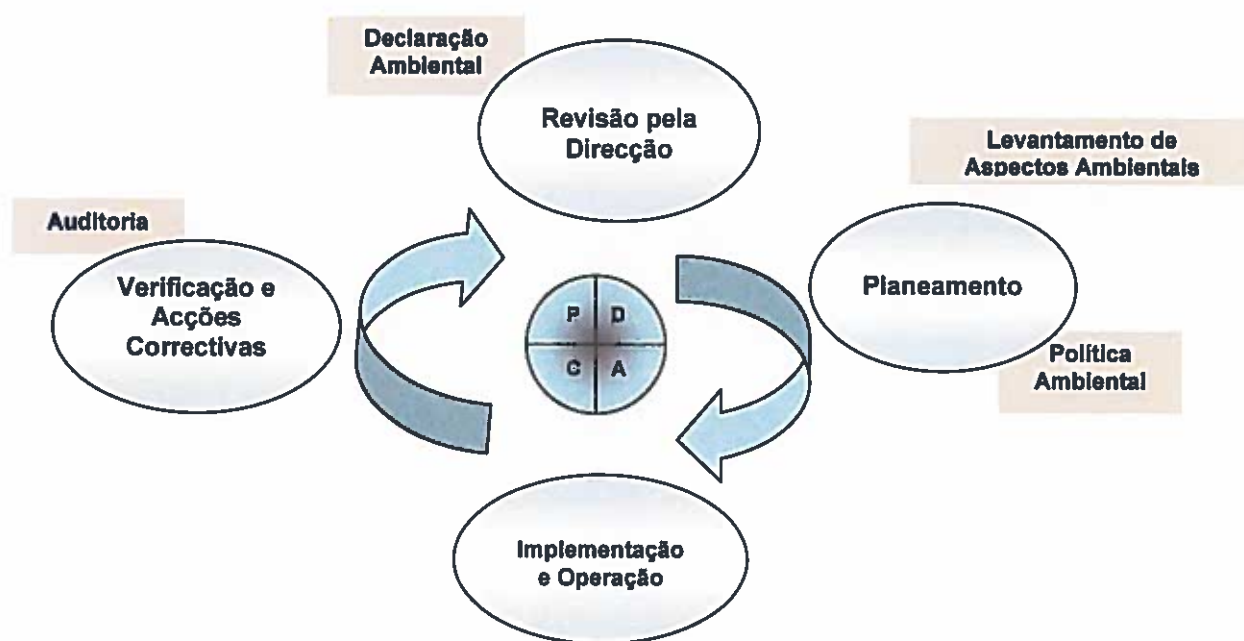 Declaração
Ambiental
Revisão pela
Direcção
Levantamento de
Aspectos Ambientais
Auditoria
Verificação e
Acções
Correctivas
P D
C A
Planeamento
Política
Ambiental
Implementação
e Operação